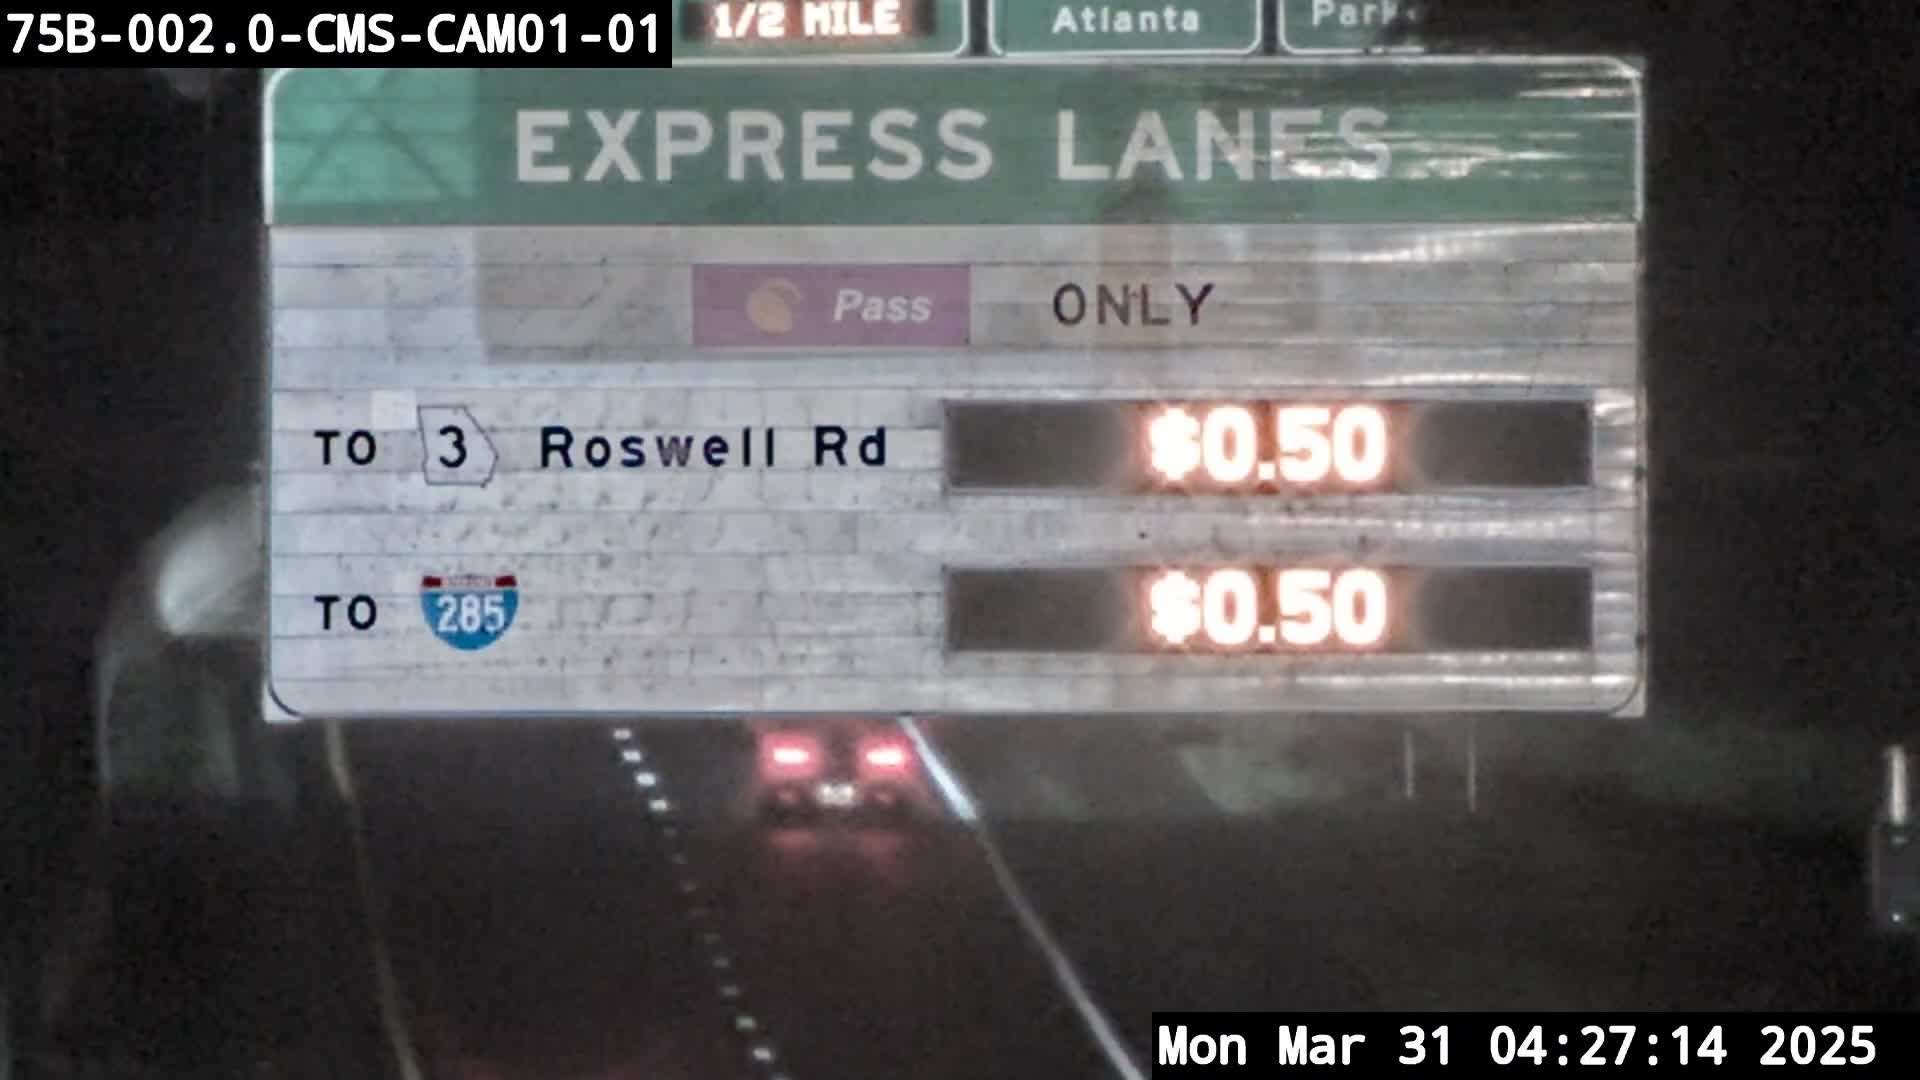 75B-002.0-CMS-CAM01-01
1/2 MILE
Atlanta
Park
EXPRESS LANES
Pass ONLY
TO 3 Roswell Rd $0.50
TO 285 $0.50
Mon Mar 31 04:27:14 2025